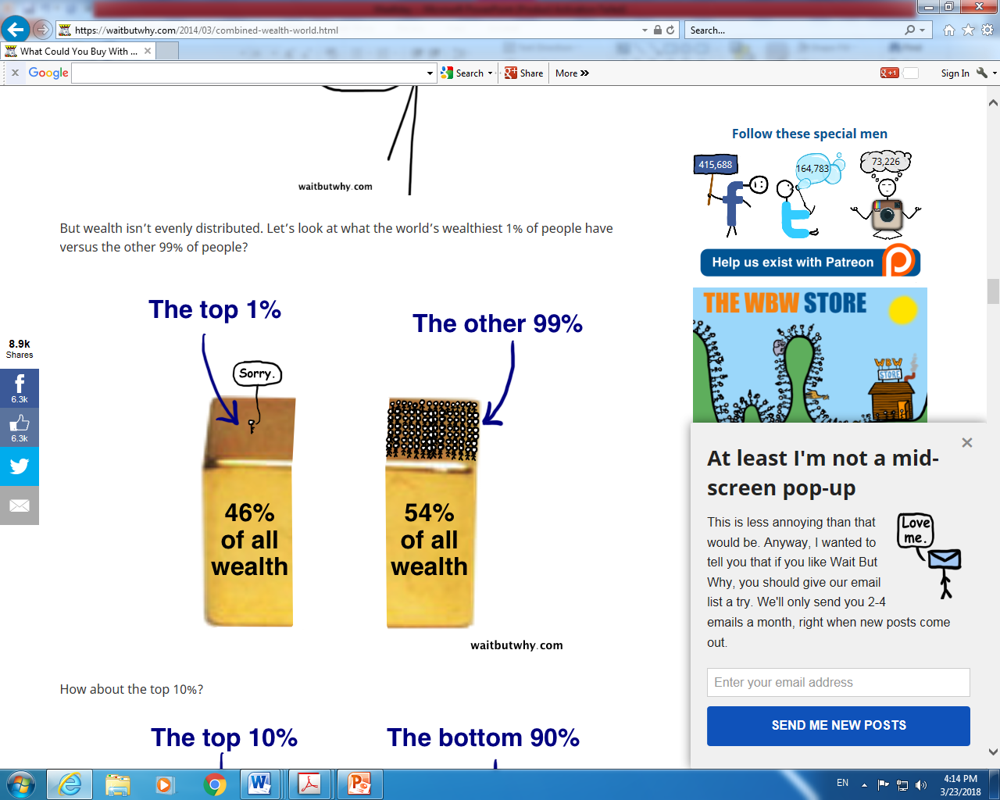 https://waitbutwhy.com/2014/03/combined-wealth-world.html
Search...
What Could You Buy With ...
x Google
Search
Share
More »
+1
Sign In
waitbutwhy.com
But wealth isn’t evenly distributed. Let’s look at what the world’s wealthiest 1% of people have
versus the other 99% of people?
The top 1%
The other 99%
Sorry.
46%
of all
wealth
54%
of all
wealth
waitbutwhy.com
How about the top 10%?
The top 10%
The bottom 90%
8.9k
Shares
6.3k
6.3k
Follow these special men
415,688
164,783
73,226
Help us exist with Patreon
THE WBW STORE
WBW
STORE
At least I'm not a mid-
screen pop-up
This is less annoying than that
would be. Anyway, I wanted to
tell you that if you like Wait But
Why, you should give our email
list a try. We'll only send you 2-4
emails a month, right when new posts come
out.
Love
me.
Enter your email address
SEND ME NEW POSTS
EN
4:14 PM
3/23/2018